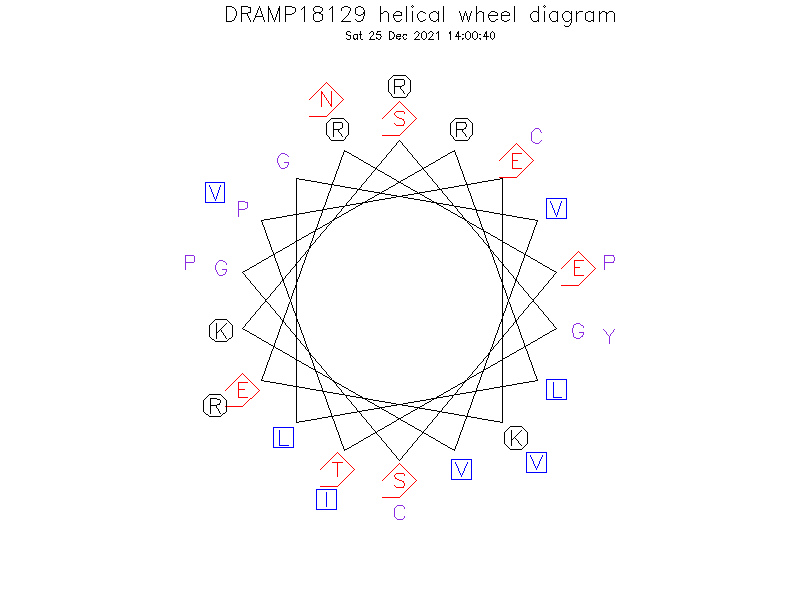 DRAMP18129 helical wheel diagram
Sat 25 Dec 2021 14:00:40
R
N
S
R
R
C
G
E
V
P
V
P
G
E
P
K
G
Y
E
L
R
L
K
T
V
V
S
I
C